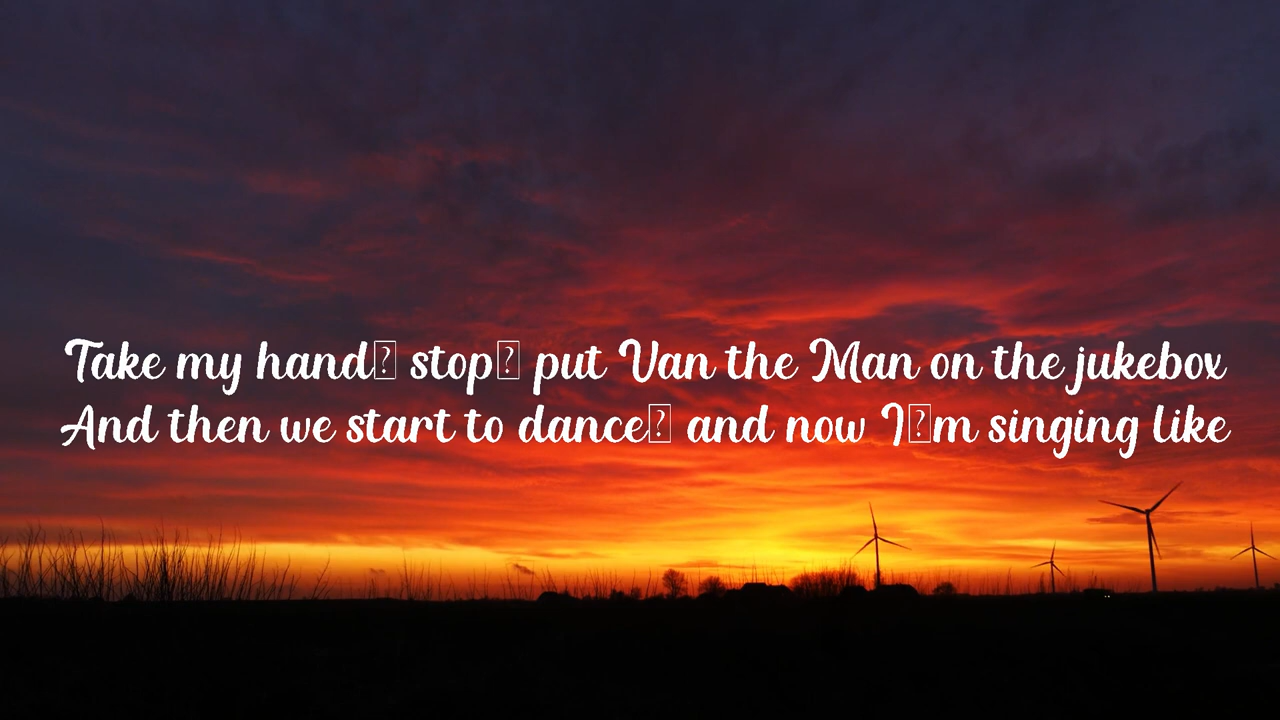 Take my hand⍰ stop⍰ put Van the Man on the jukebox
And then we start to dance⍰ and now I⍰m singing like